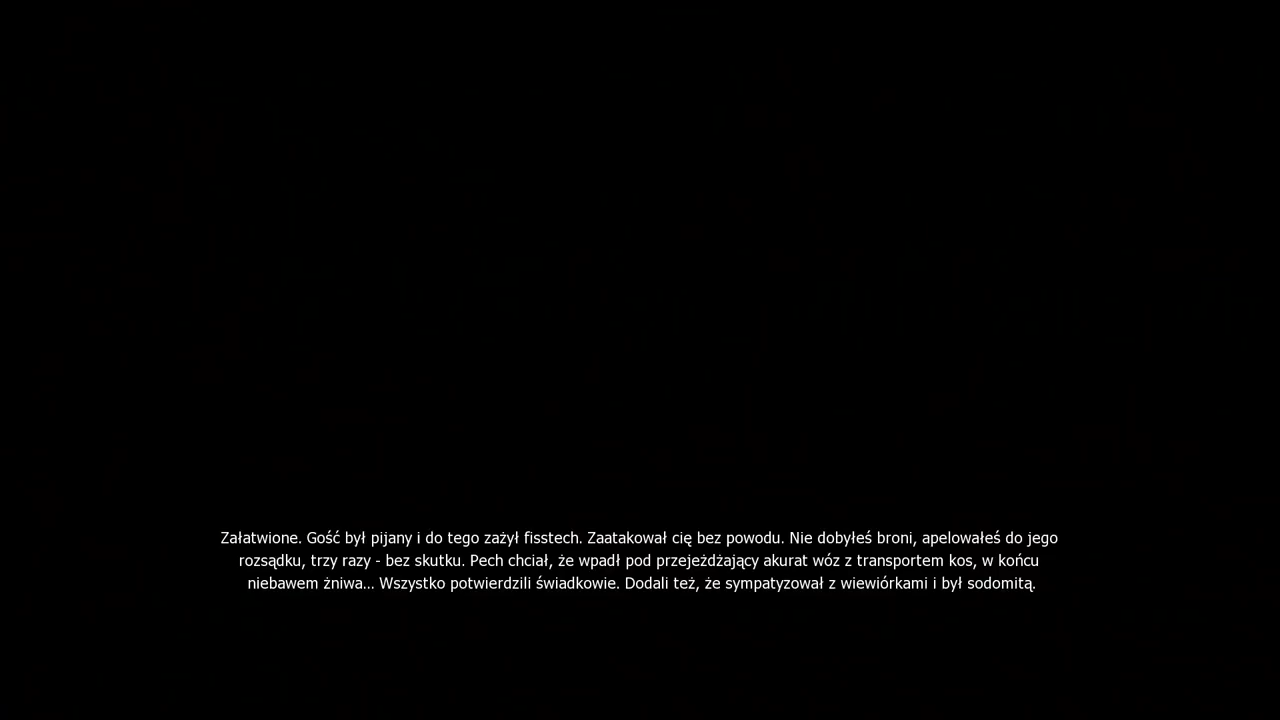 Załatwione. Gość był pijany i do tego zażył fisstech. Zaatakował cię bez powodu. Nie dobyłeś broni, apelowałeś do jego
rozsądku, trzy razy - bez skutku. Pech chciał, że wpadł pod przejeżdżający akurat wóz z transportem kos, w końcu
niebawem żniwa... Wszystko potwierdzili świadkowie. Dodali też, że sympatyzował z wiewiórkami i był sodomitą.